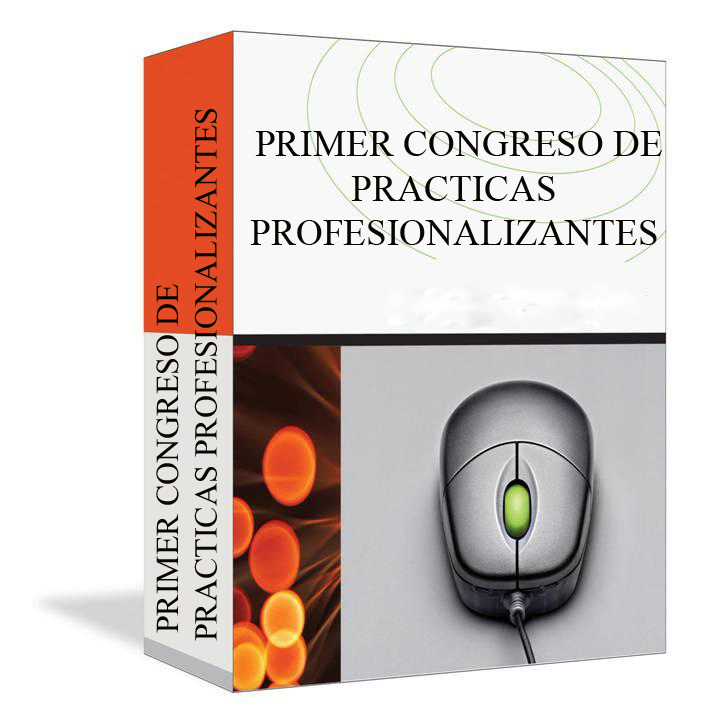 PRIMER CONGRESO DE
PRACTICAS
PROFESIONALIZANTES
PRIMER CONGRESO DE
PRACTICAS PROFESIONALIZANTES